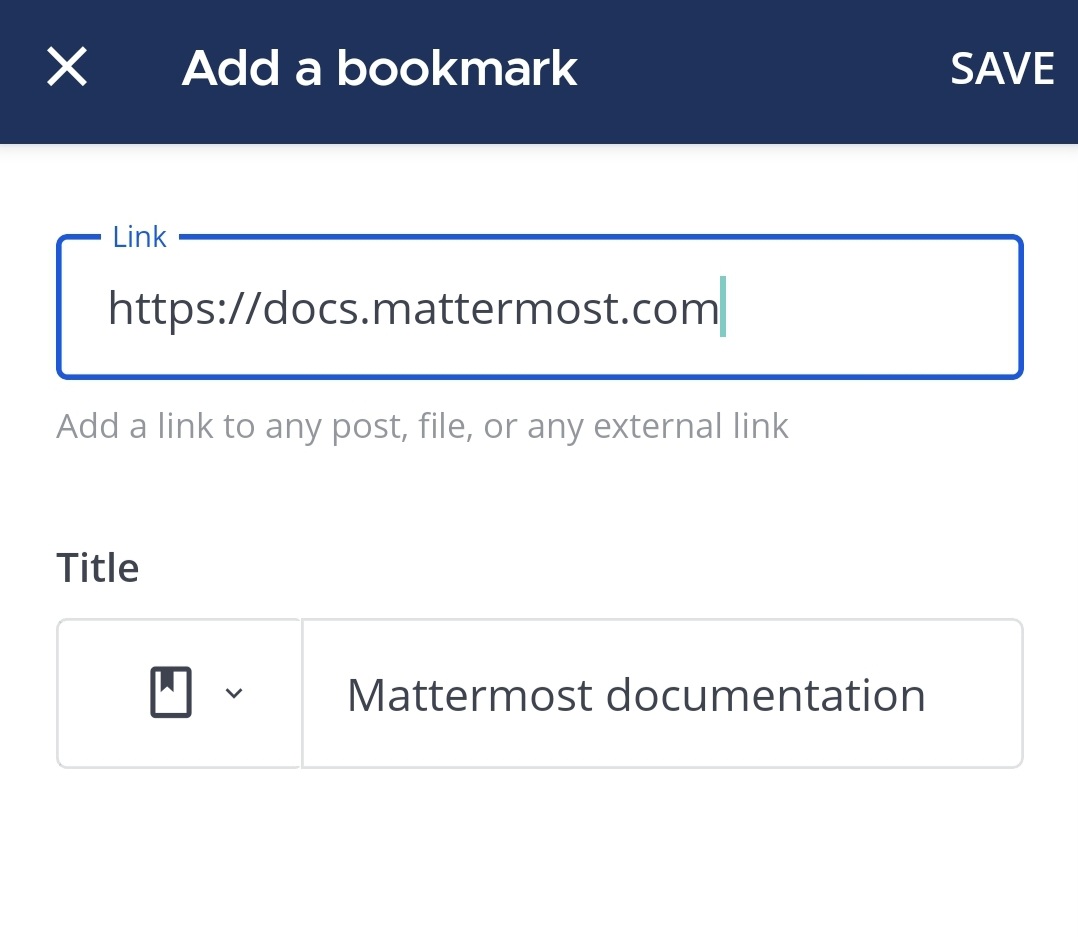 Add a bookmark
SAVE
Link
https://docs.mattermost.com
Add a link to any post, file, or any external link
Title
Mattermost documentation